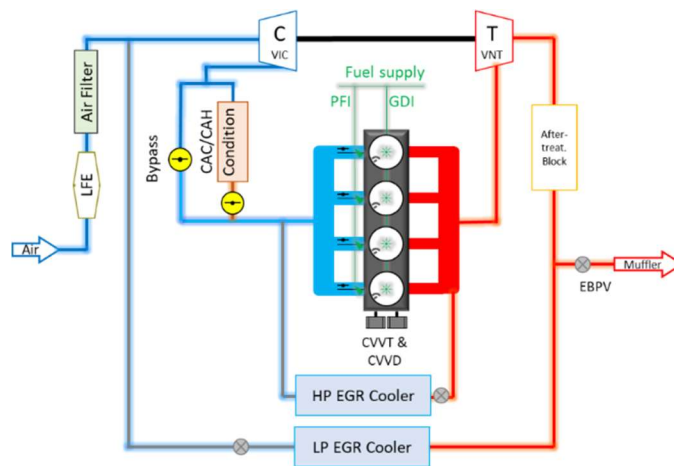 C
VIC
T
VNT
Fuel supply
PFI
GDI
Air Filter
LFE
Bypass
CAC/CAH
Condition
After-
treat.
Block
Air
Muffler
EBPV
CVVT &
CVVD
HP EGR Cooler
LP EGR Cooler